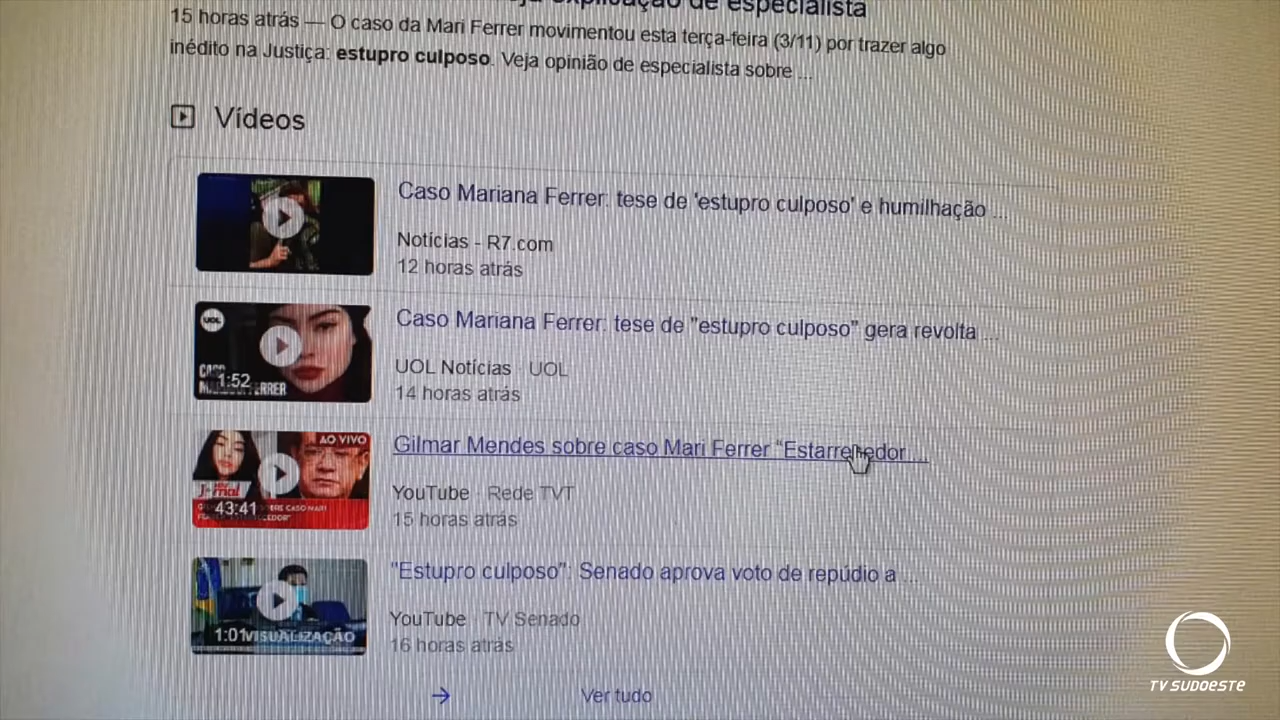 explicação de especialista
15 horas atrás — O caso da Mari Ferrer movimentou esta terça-feira (3/11) por trazer algo
inédito na Justiça: estupro culposo. Veja opinião de especialista sobre ...
Vídeos
Caso Mariana Ferrer: tese de 'estupro culposo' e humilhação ...
Notícias - R7.com
12 horas atrás
UOL
1:52
Caso Mariana Ferrer: tese de "estupro culposo" gera revolta ...
UOL Notícias · UOL
14 horas atrás
AO VIVO
43:41
Gilmar Mendes sobre caso Mari Ferrer "Estarrecedor ...
YouTube · Rede TVT
15 horas atrás
1:01
VISUALIZAÇÃO
"Estupro culposo": Senado aprova voto de repúdio a ...
YouTube · TV Senado
16 horas atrás
Ver tudo
TV SUDOESTE